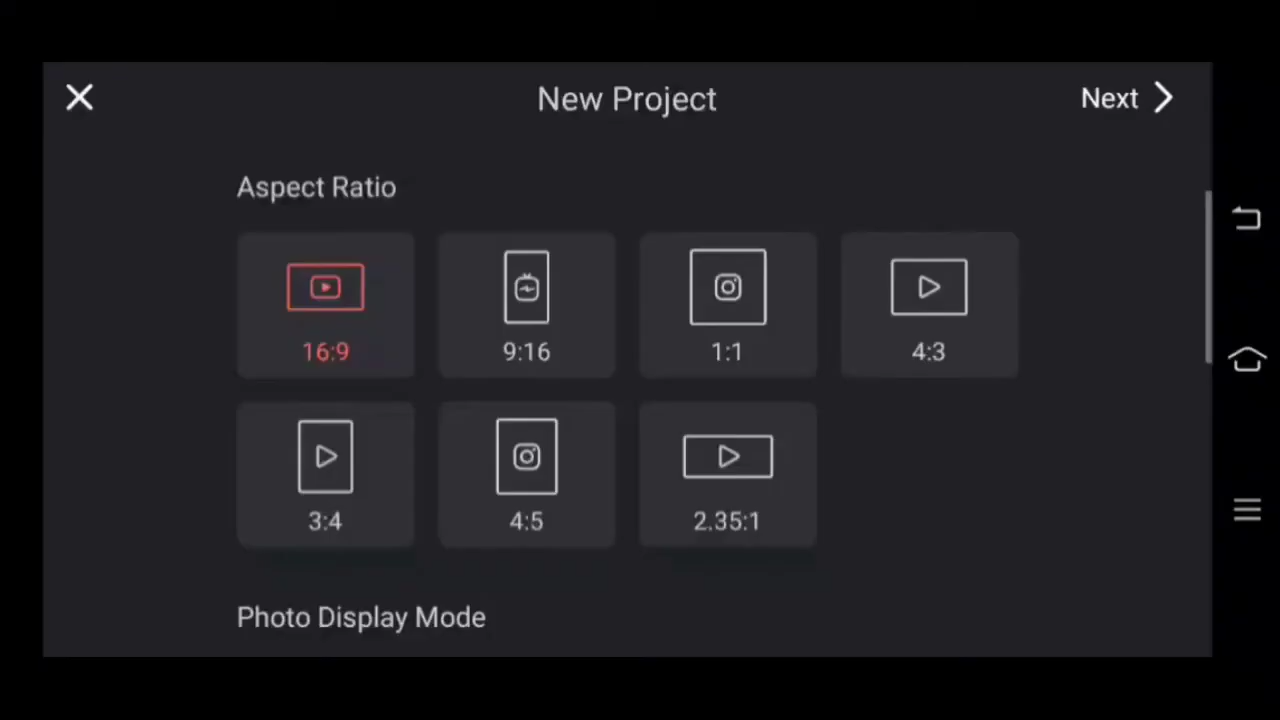 New Project
Next
Aspect Ratio
16:9
9:16
1:1
4:3
3:4
4:5
2.35:1
Photo Display Mode